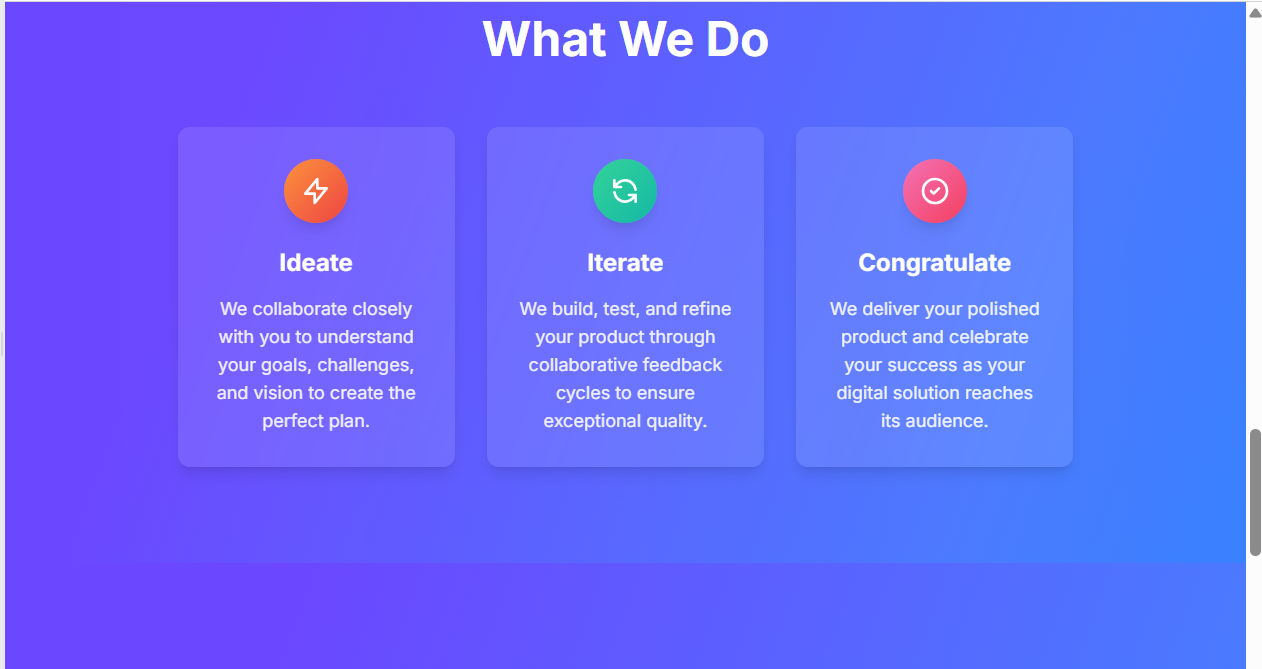 What We Do
Ideate
We collaborate closely
with you to understand
your goals, challenges,
and vision to create the
perfect plan.
Iterate
We build, test, and refine
your product through
collaborative feedback
cycles to ensure
exceptional quality.
Congratulate
We deliver your polished
product and celebrate
your success as your
digital solution reaches
its audience.